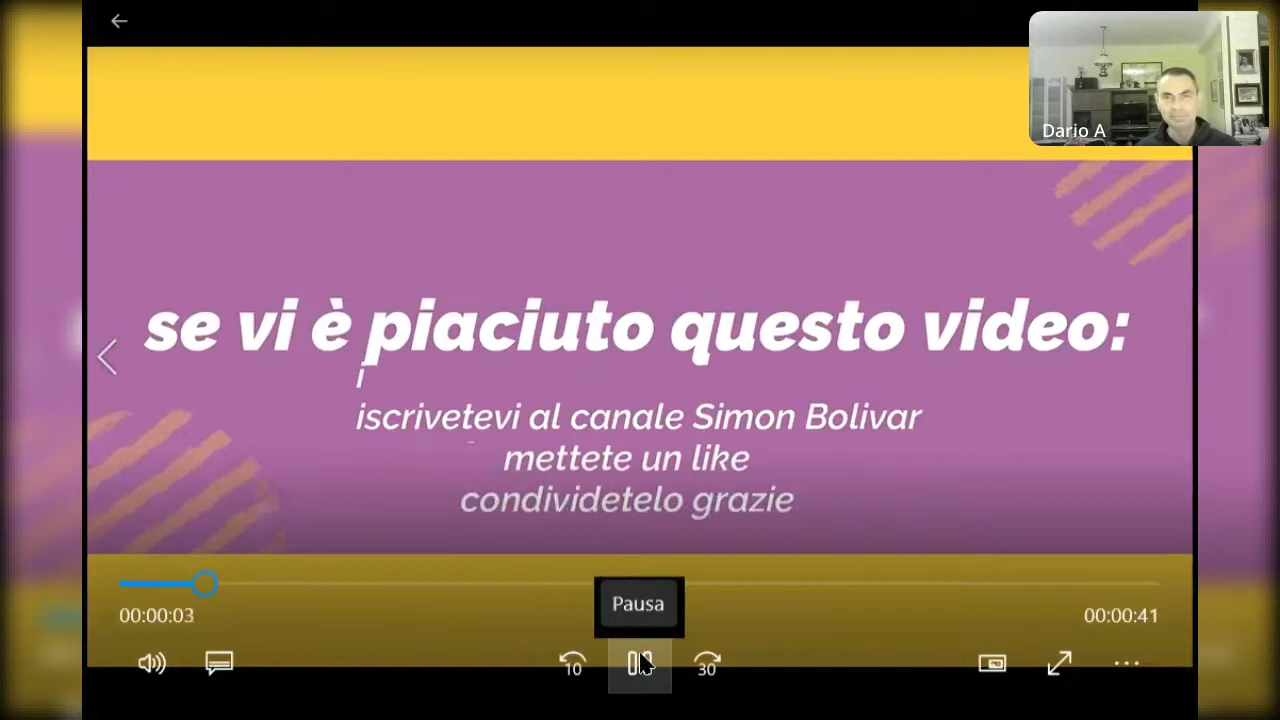 Dario A
se vi è piaciuto questo video:
i
iscrivetevi al canale Simon Bolivar
mettete un like
condividetelo grazie
00:00:03
Pausa
00:00:41
10
30